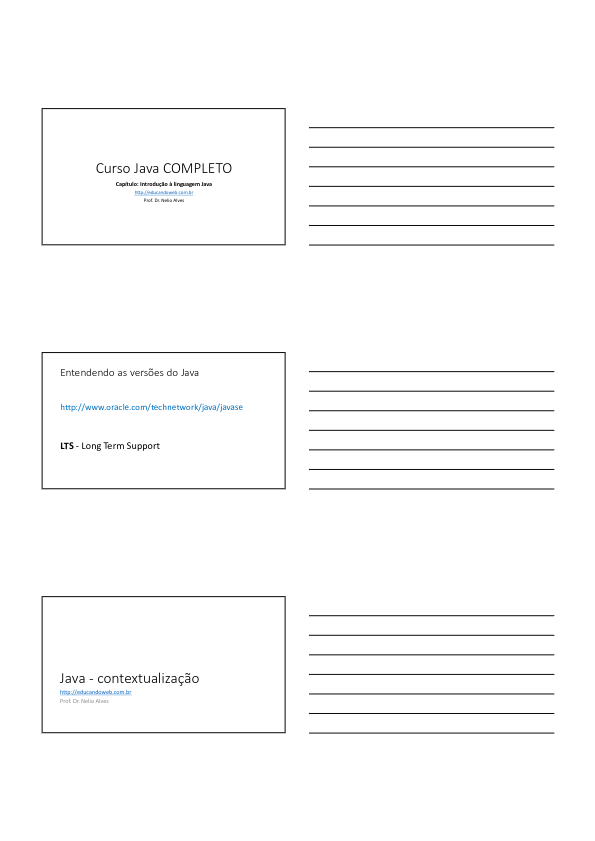 Curso Java COMPLETO
Capítulo: Introdução à linguagem Java
http://educandoweb.com.br
Prof. Dr. Nelio Alves
Entendendo as versões do Java
http://www.oracle.com/technetwork/java/javase
LTS - Long Term Support
Java - contextualização
http://educandoweb.com.br
Prof. Dr. Nelio Alves